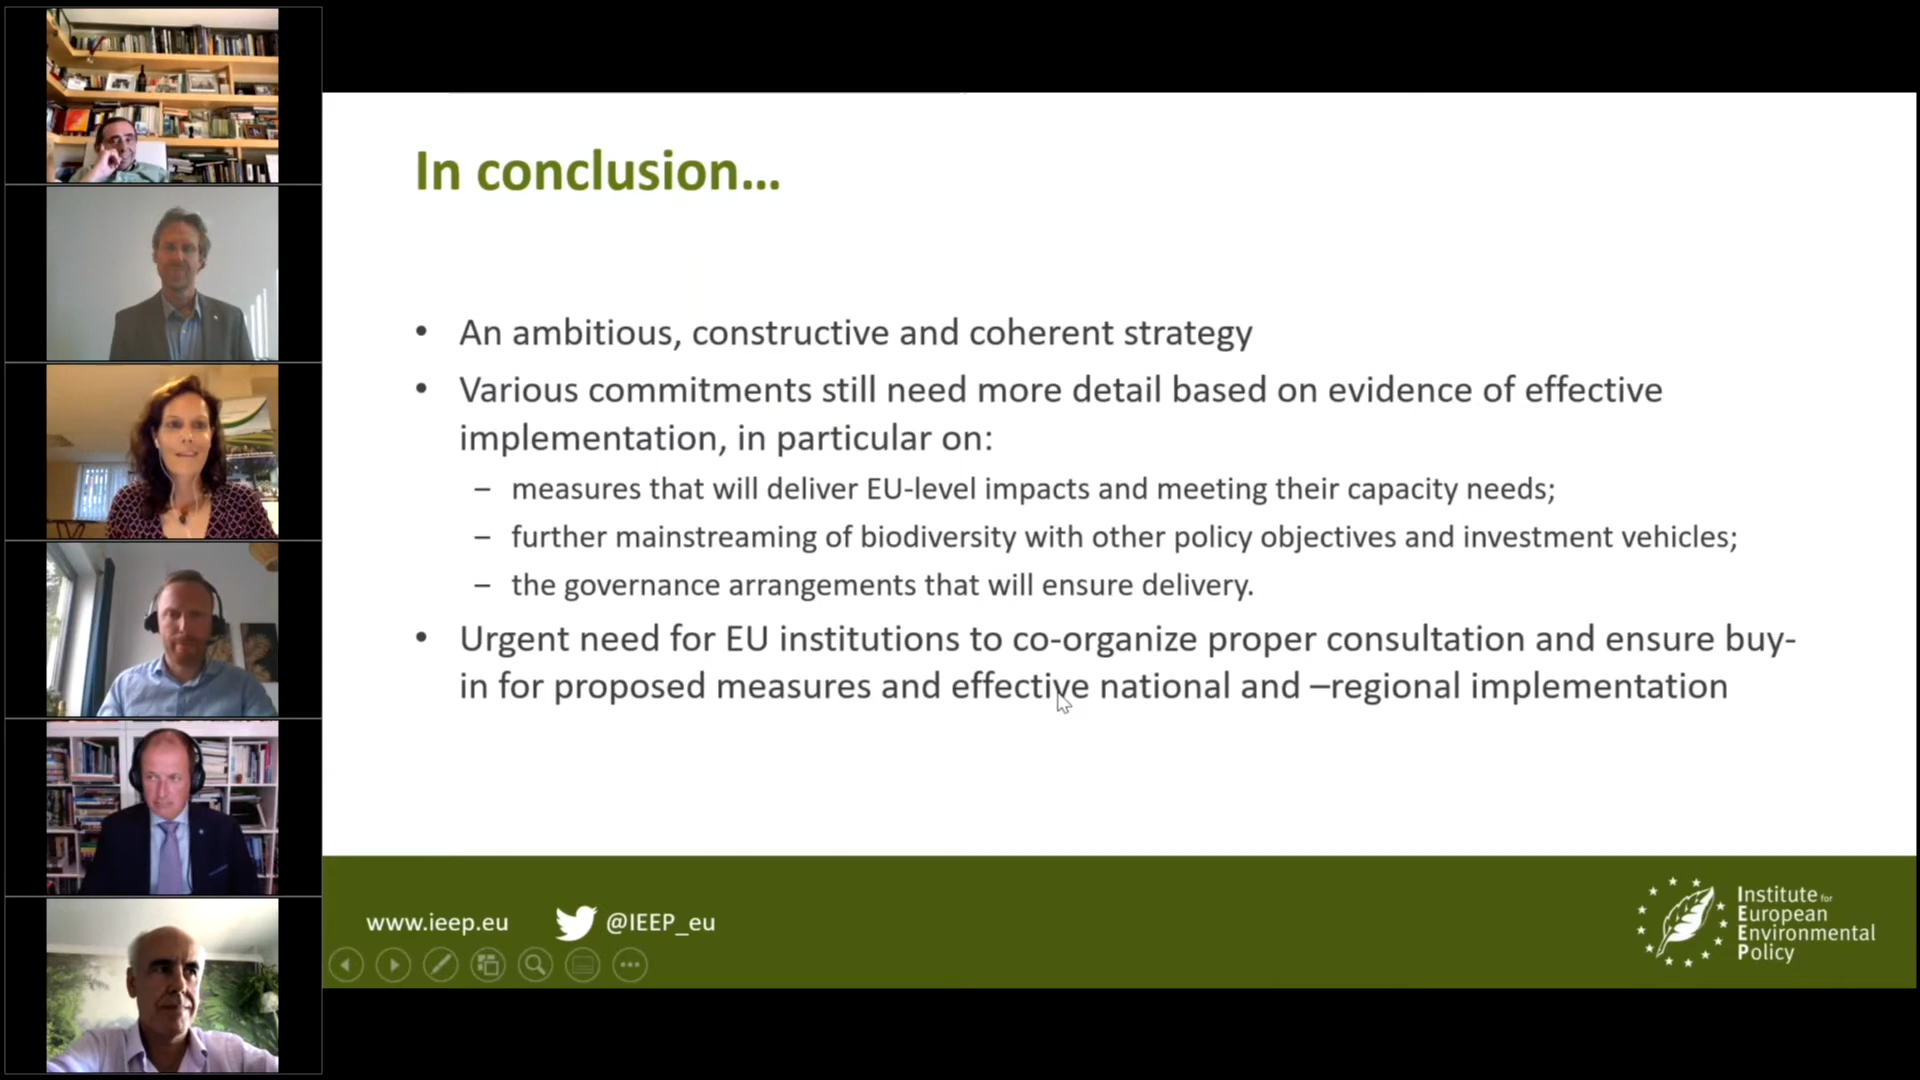 In conclusion...
• An ambitious, constructive and coherent strategy
• Various commitments still need more detail based on evidence of effective
implementation, in particular on:
– measures that will deliver EU-level impacts and meeting their capacity needs;
– further mainstreaming of biodiversity with other policy objectives and investment vehicles;
– the governance arrangements that will ensure delivery.
• Urgent need for EU institutions to co-organize proper consultation and ensure buy-
in for proposed measures and effective national and –regional implementation
www.ieep.eu
@IEEP_eu
Institute for
European
Environmental
Policy